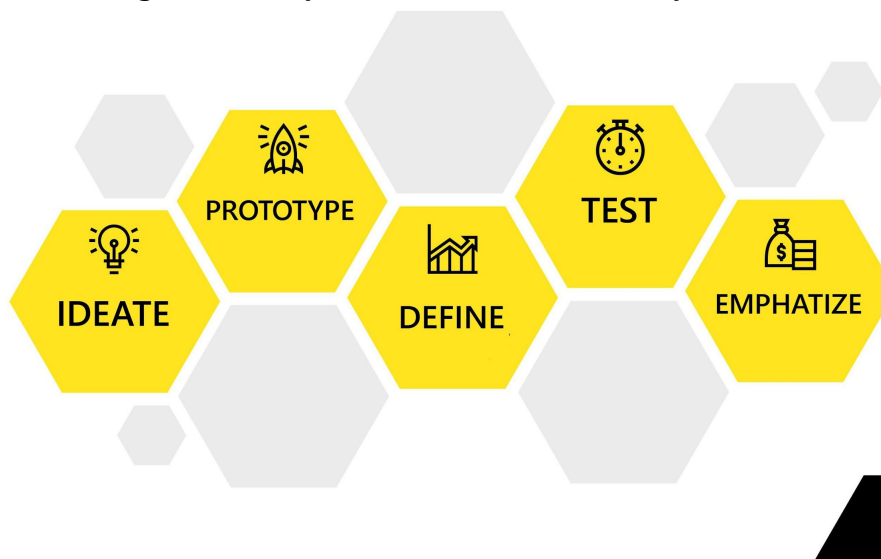 IDEATE
PROTOTYPE
DEFINE
TEST
EMPHATIZE
$